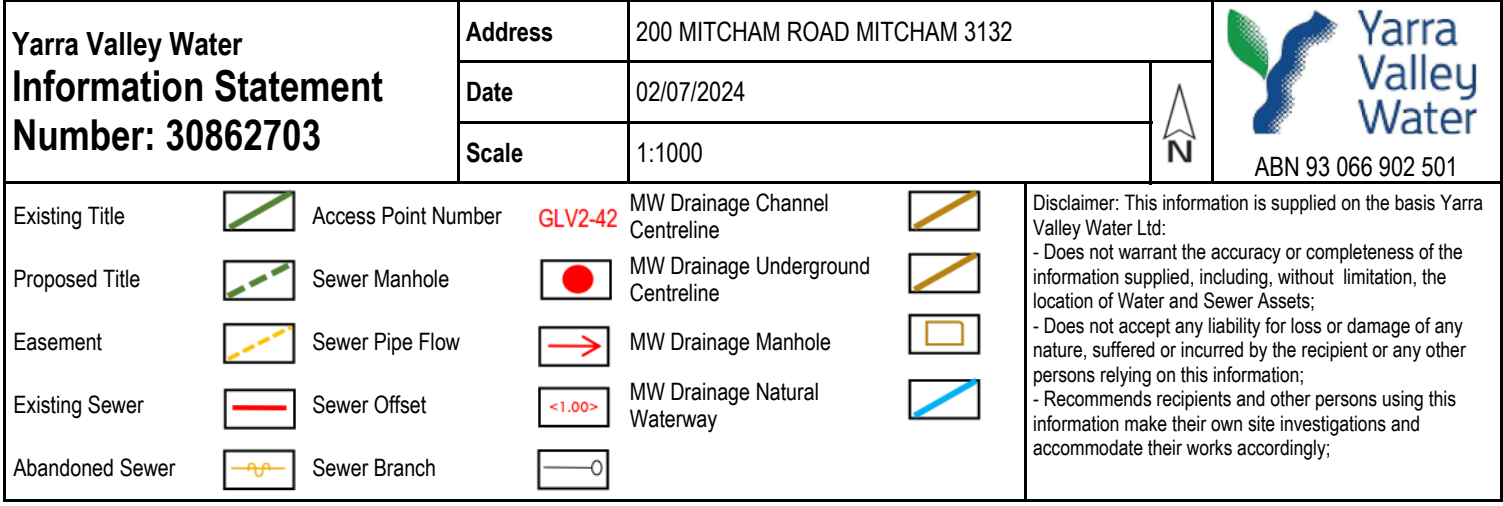 Yarra Valley Water
Information Statement
Number: 30862703
Address
200 MITCHAM ROAD MITCHAM 3132
Date
02/07/2024
Scale
1:1000
N
Yarra
Valley
Water
ABN 93 066 902 501
Existing Title
Proposed Title
Easement
Existing Sewer
Abandoned Sewer
Access Point Number
GLV2-42
Sewer Manhole
Sewer Pipe Flow
Sewer Offset
<1.00>
Sewer Branch
MW Drainage Channel
Centreline
MW Drainage Underground
Centreline
MW Drainage Manhole
MW Drainage Natural
Waterway
Disclaimer: This information is supplied on the basis Yarra
Valley Water Ltd:
- Does not warrant the accuracy or completeness of the
information supplied, including, without limitation, the
location of Water and Sewer Assets;
- Does not accept any liability for loss or damage of any
nature, suffered or incurred by the recipient or any other
persons relying on this information;
- Recommends recipients and other persons using this
information make their own site investigations and
accommodate their works accordingly;